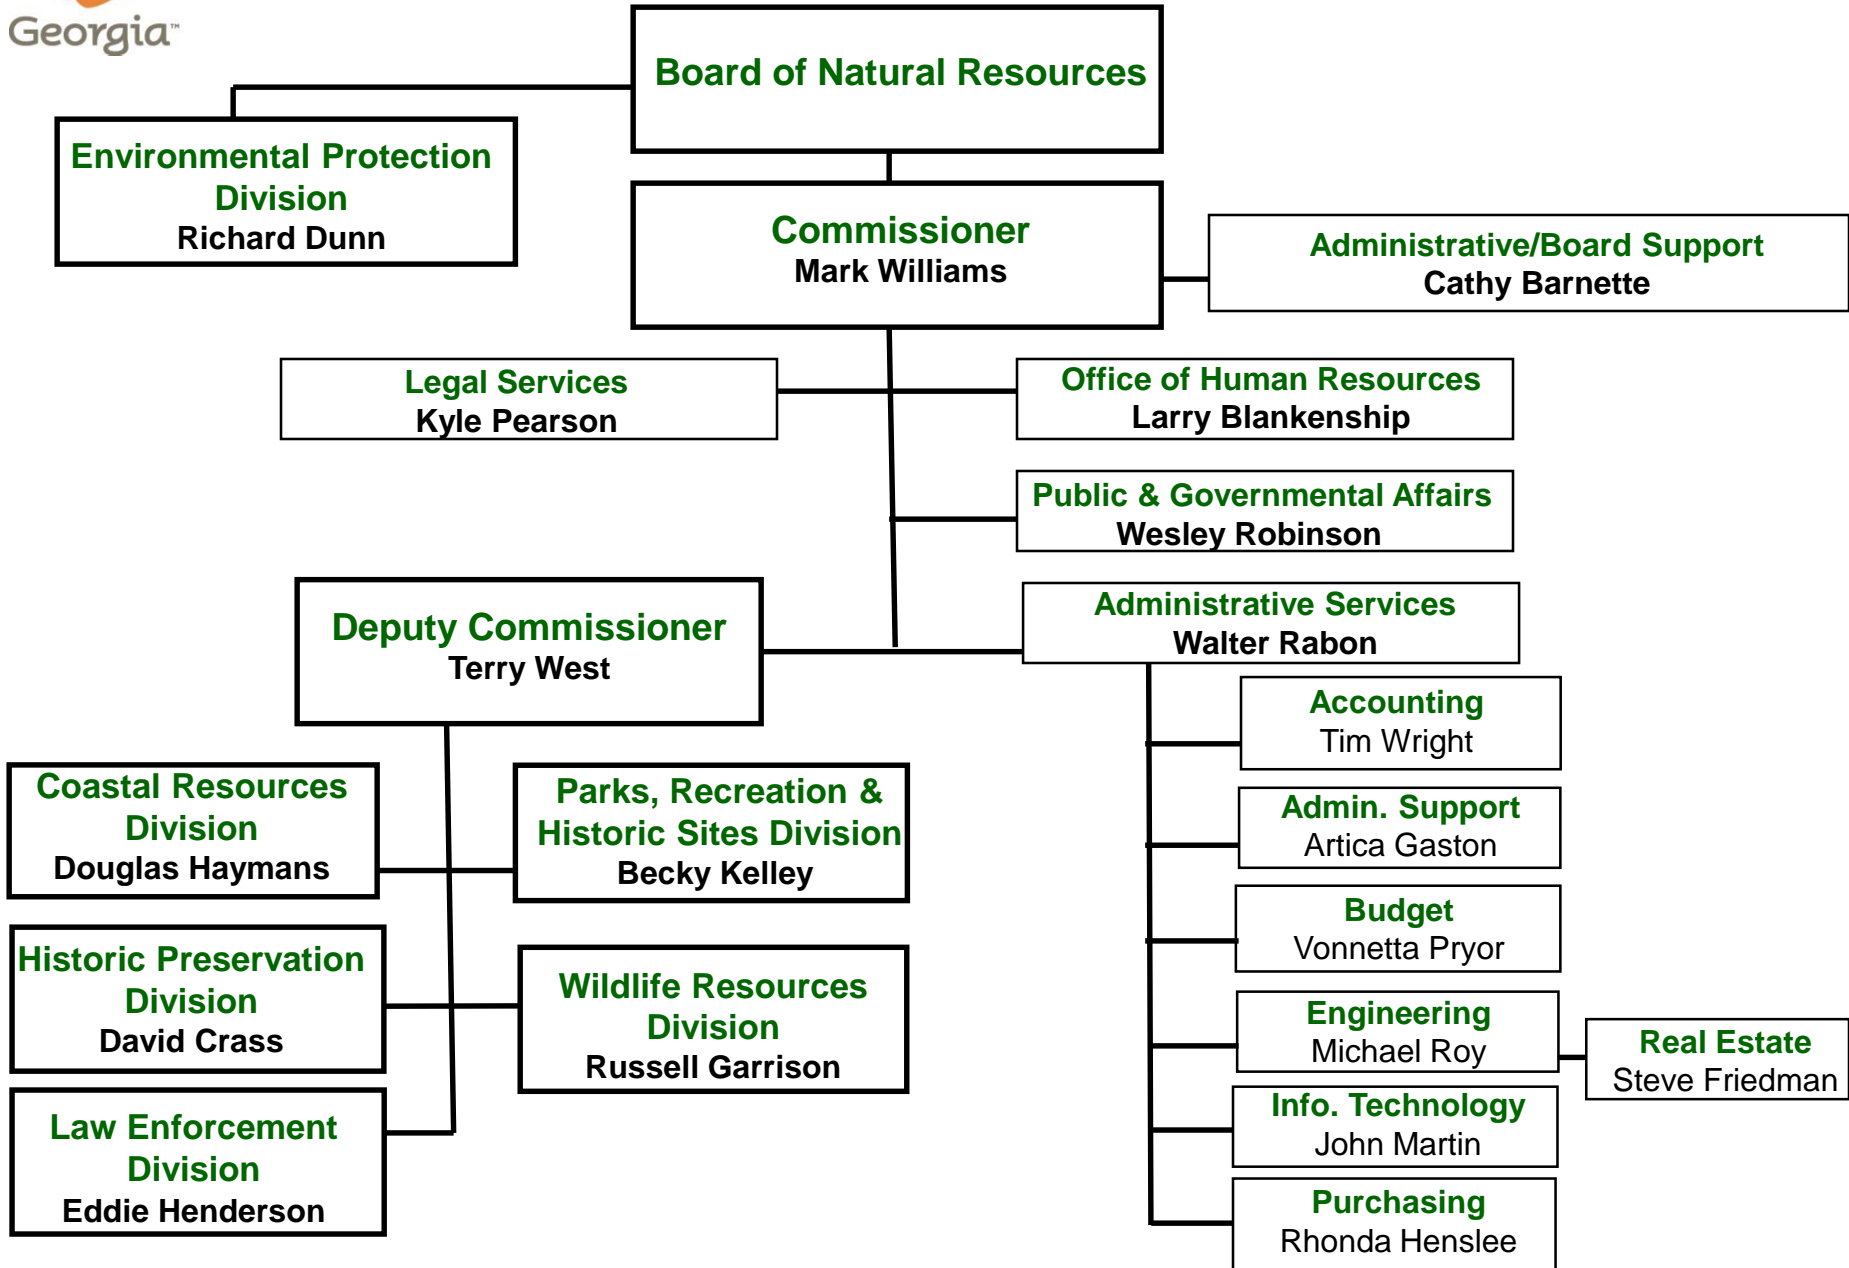 Georgia™
Board of Natural Resources
Environmental Protection
Division
Richard Dunn
Commissioner
Mark Williams
Administrative/Board Support
Cathy Barnette
Legal Services
Kyle Pearson
Office of Human Resources
Larry Blankenship
Public & Governmental Affairs
Wesley Robinson
Deputy Commissioner
Terry West
Administrative Services
Walter Rabon
Coastal Resources
Division
Douglas Haymans
Parks, Recreation &
Historic Sites Division
Becky Kelley
Historic Preservation
Division
David Crass
Wildlife Resources
Division
Russell Garrison
Law Enforcement
Division
Eddie Henderson
Accounting
Tim Wright
Admin. Support
Artica Gaston
Budget
Vonnetta Pryor
Engineering
Michael Roy
Real Estate
Steve Friedman
Info. Technology
John Martin
Purchasing
Rhonda Henslee